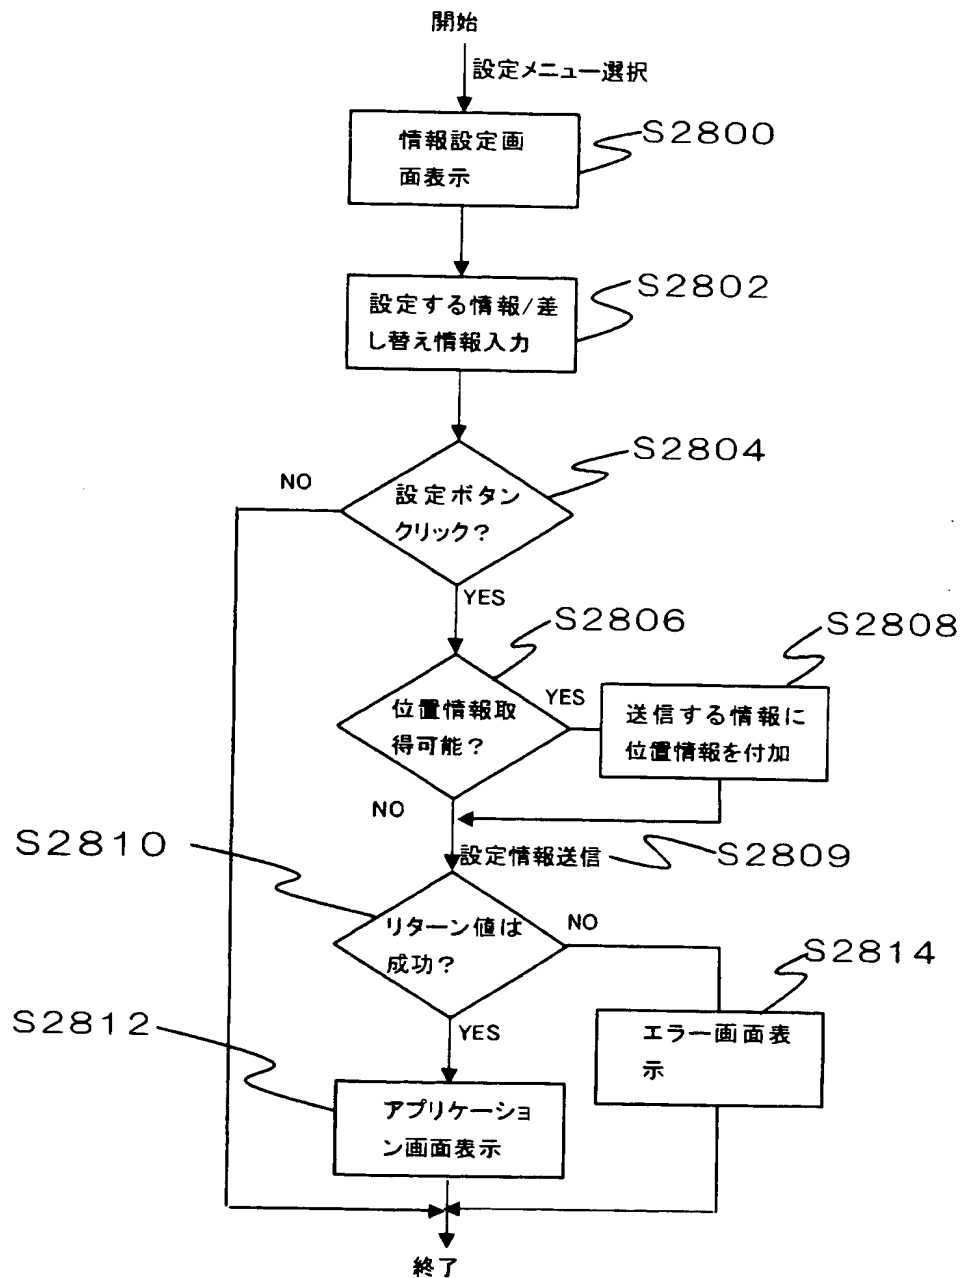 開始
設定メニュー選択
情報設定画
面表示
S2800
設定する情報/差
し替え情報入力
S2802
S2804
NO
設定ボタン
クリック?
YES
S2806
S2808
位置情報取
得可能?
YES
送信する情報に
位置情報を付加
NO
S2810
設定情報送信
S2809
リターン値は
成功?
NO
S2814
S2812
YES
エラー画面表
示
アプリケーショ
ン画面表示
終了